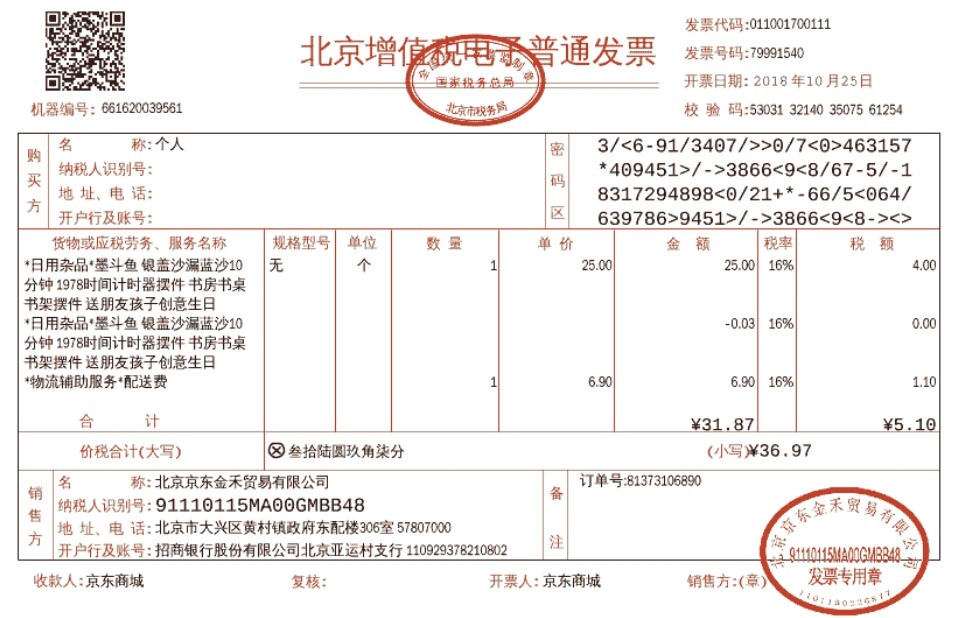 北京增值税电子普通发票
国家税务总局
北京市税务局
机器编号: 661620039561
发票代码:011001700111
发票号码:79991540
开票日期: 2018 年10 月25日
校 验 码:53031 32140 35075 61254
购买方
名 称:个人
纳税人识别号:
地 址、电 话:
开户行及账号:
密码区
3/<6-91/3407/>>0/7<0>463157
*409451>/->3866<9<8/67-5/-1
8317294898<0/21+*-66/5<064/
639786>9451>/->3866<9<8-><>
货物或应税劳务、服务名称 规格型号 单位 数 量 单 价 金 额 税率 税 额
*日用杂品*墨斗鱼 银盖沙漏蓝沙10 无 个 1 25.00 25.00 16% 4.00
分钟 1978时间计时器摆件 书房书桌
书架摆件 送朋友孩子创意生日
*日用杂品*墨斗鱼 银盖沙漏蓝沙10 -0.03 16% 0.00
分钟 1978时间计时器摆件 书房书桌
书架摆件 送朋友孩子创意生日
*物流辅助服务*配送费 1 6.90 6.90 16% 1.10
合 计 ¥31.87 ¥5.10
价税合计(大写) ⊗叁拾陆圆玖角柒分 (小写)¥36.97
销售方
名 称:北京京东金禾贸易有限公司
纳税人识别号:91110115MA00GMBB48
地 址、电 话:北京市大兴区黄村镇政府东配楼306室 57807000
开户行及账号:招商银行股份有限公司北京亚运村支行 110929378210802
备注
订单号:81373106890
北京京东金禾贸易有限公司
91110115MA00GMBB48
发票专用章
收款人:京东商城 复核: 开票人:京东商城 销售方:(章)